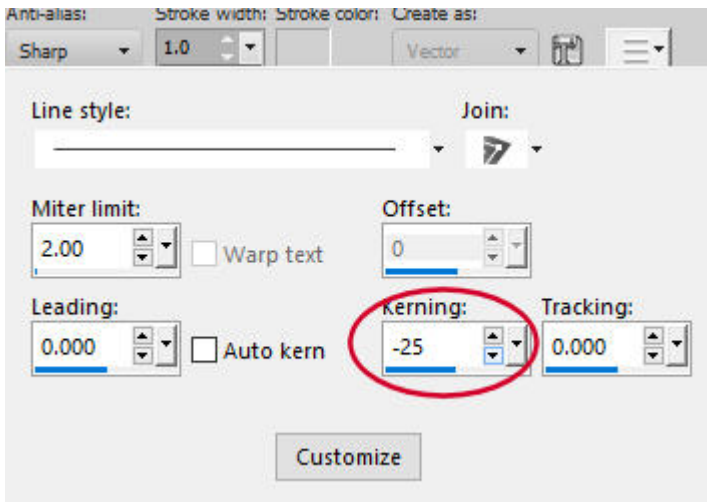 Anti-alias: Stroke width: Stroke color: Create as:
Sharp 1.0 Vector
Line style: Join:
Miter limit: Offset:
2.00 Warp text 0
Leading: Kerning: Tracking:
0.000 Auto kern -25 0.000
Customize